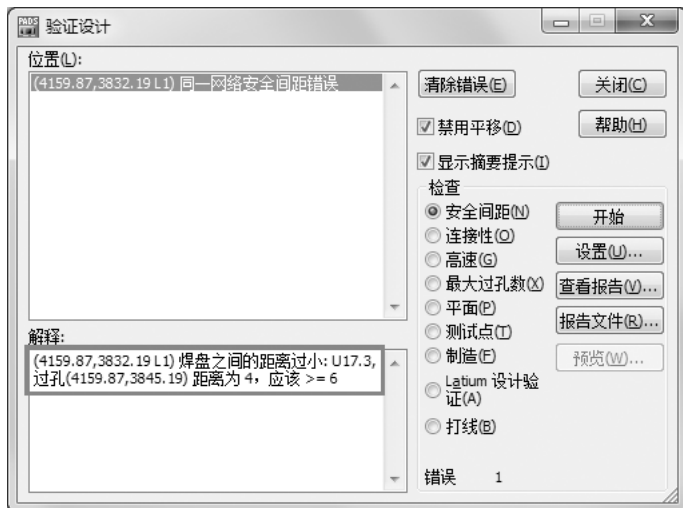 PADS
验证设计
位置(L):
(4159.87,3832.19 L1) 同一网络安全间距错误
清除错误(E)
关闭(C)
禁用平移(D)
帮助(H)
显示摘要提示(I)
检查
安全间距(N)
开始
连接性(O)
设置(U)...
高速(G)
最大过孔数(X)
查看报告(V)...
平面(P)
报告文件(R)...
测试点(T)
解释:
(4159.87,3832.19 L1) 焊盘之间的距离过小: U17.3,
过孔(4159.87,3845.19) 距离为 4，应该 >= 6
制造(F)
预览(W)...
Latium 设计验
证(A)
打线(B)
错误 1